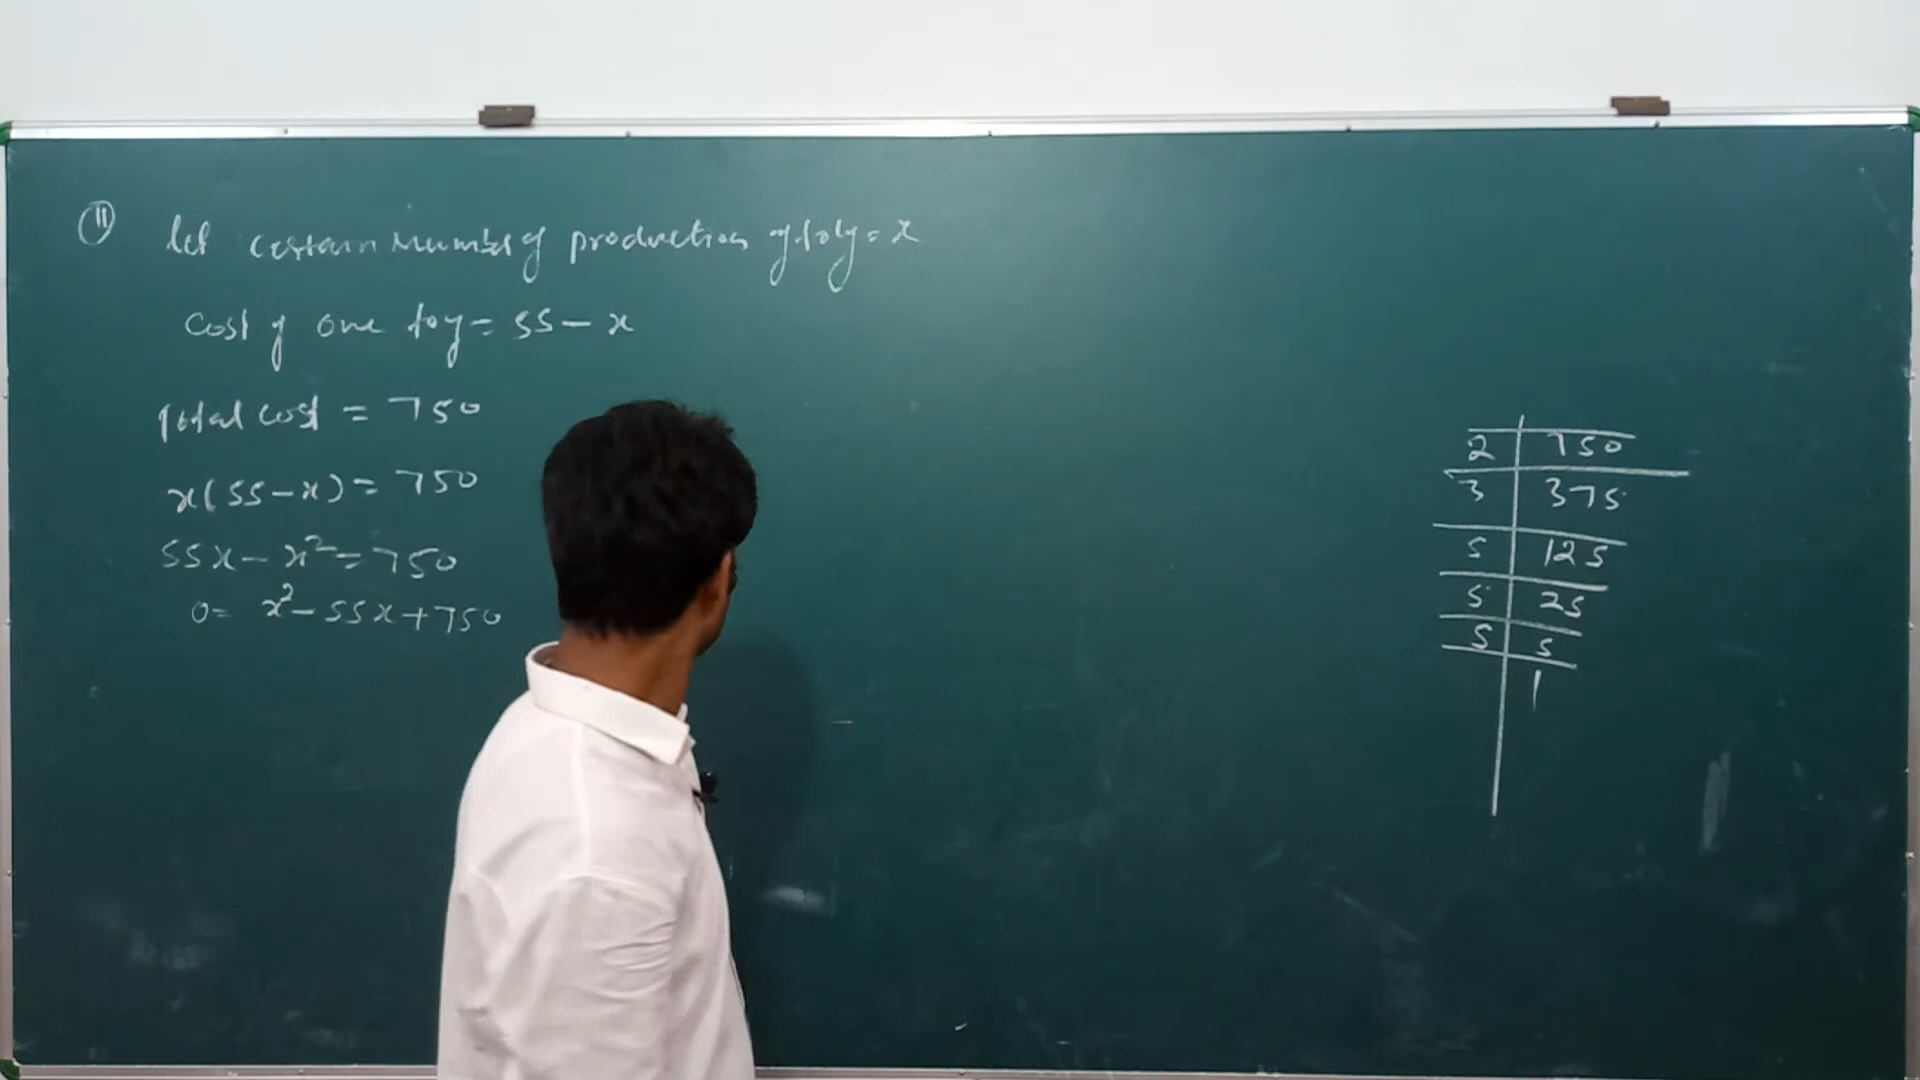 11 Let certain number of production of toy = x
Cost of one toy = 55 - x
total cost = 750
x(55-x) = 750
55x - x² = 750
0 = x² - 55x + 750
2 | 750
3 | 375
5 | 125
5 | 25
5 | 5
1